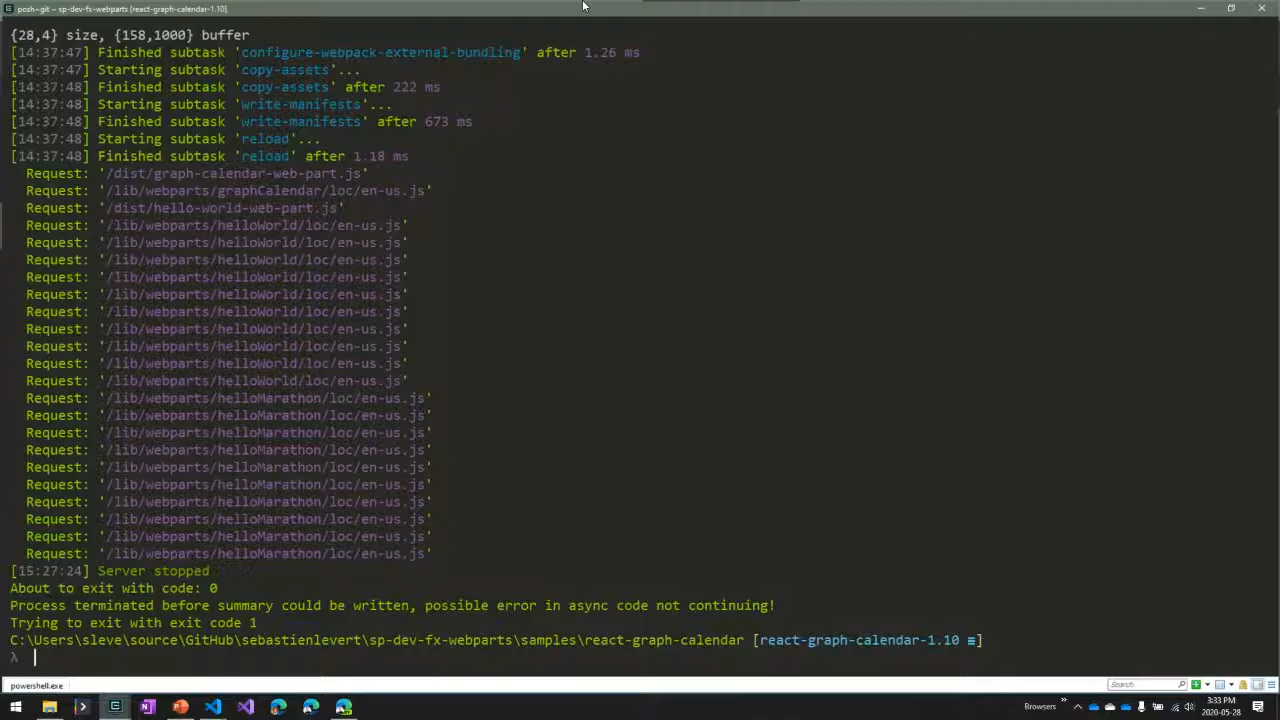 posh~git ~ sp-dev-fx-webparts [react-graph-calendar-1.10]
{28,4} size, {158,1000} buffer
[14:37:47] Finished subtask 'configure-webpack-external-bundling' after 1.26 ms
[14:37:47] Starting subtask 'copy-assets'...
[14:37:48] Finished subtask 'copy-assets' after 222 ms
[14:37:48] Starting subtask 'write-manifests'...
[14:37:48] Finished subtask 'write-manifests' after 673 ms
[14:37:48] Starting subtask 'reload'...
[14:37:48] Finished subtask 'reload' after 1.18 ms
Request: '/dist/graph-calendar-web-part.js'
Request: '/lib/webparts/graphCalendar/loc/en-us.js'
Request: '/dist/hello-world-web-part.js'
Request: '/lib/webparts/helloWorld/loc/en-us.js'
Request: '/lib/webparts/helloWorld/loc/en-us.js'
Request: '/lib/webparts/helloWorld/loc/en-us.js'
Request: '/lib/webparts/helloWorld/loc/en-us.js'
Request: '/lib/webparts/helloWorld/loc/en-us.js'
Request: '/lib/webparts/helloWorld/loc/en-us.js'
Request: '/lib/webparts/helloWorld/loc/en-us.js'
Request: '/lib/webparts/helloWorld/loc/en-us.js'
Request: '/lib/webparts/helloWorld/loc/en-us.js'
Request: '/lib/webparts/helloWorld/loc/en-us.js'
Request: '/lib/webparts/helloMarathon/loc/en-us.js'
Request: '/lib/webparts/helloMarathon/loc/en-us.js'
Request: '/lib/webparts/helloMarathon/loc/en-us.js'
Request: '/lib/webparts/helloMarathon/loc/en-us.js'
Request: '/lib/webparts/helloMarathon/loc/en-us.js'
Request: '/lib/webparts/helloMarathon/loc/en-us.js'
Request: '/lib/webparts/helloMarathon/loc/en-us.js'
Request: '/lib/webparts/helloMarathon/loc/en-us.js'
Request: '/lib/webparts/helloMarathon/loc/en-us.js'
Request: '/lib/webparts/helloMarathon/loc/en-us.js'
[15:27:24] Server stopped
About to exit with code: 0
Process terminated before summary could be written, possible error in async code not continuing!
Trying to exit with exit code 1
C:\Users\sleve\source\GitHub\sebastienlevert\sp-dev-fx-webparts\samples\react-graph-calendar [react-graph-calendar-1.10 ≡]
λ
powershell.exe
Search
Browsers
3:33 PM
2020-05-28